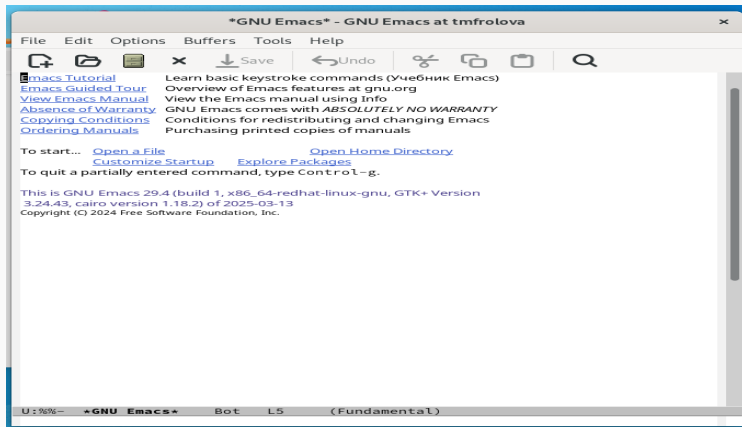 *GNU Emacs* - GNU Emacs at tmfrolova ×
File Edit Options Buffers Tools Help
Save Undo
Emacs Tutorial Learn basic keystroke commands (Учебник Emacs)
Emacs Guided Tour Overview of Emacs features at gnu.org
View Emacs Manual View the Emacs manual using Info
Absence of Warranty GNU Emacs comes with ABSOLUTELY NO WARRANTY
Copying Conditions Conditions for redistributing and changing Emacs
Ordering Manuals Purchasing printed copies of manuals
To start... Open a File Open Home Directory
Customize Startup Explore Packages
To quit a partially entered command, type Control-g.
This is GNU Emacs 29.4 (build 1, x86_64-redhat-linux-gnu, GTK+ Version
3.24.43, cairo version 1.18.2) of 2025-03-13
Copyright (C) 2024 Free Software Foundation, Inc.
U:%%- *GNU Emacs* Bot L5 (Fundamental)